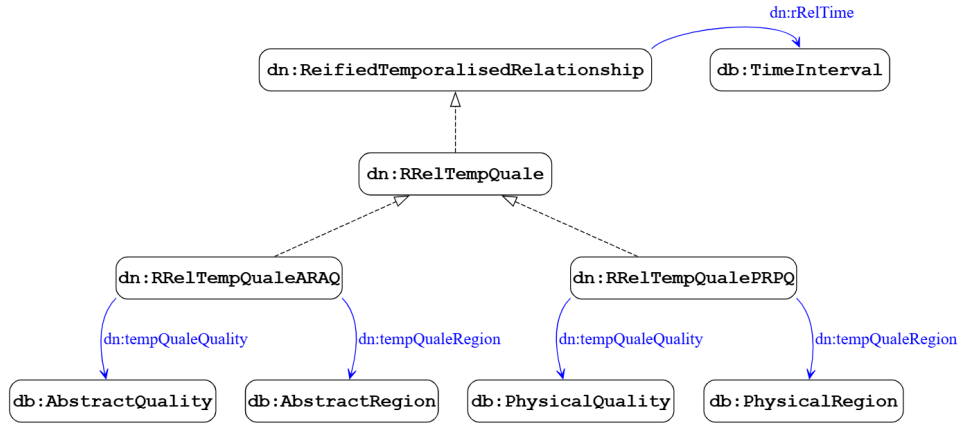 dn:rRelTime
dn:ReifiedTemporalisedRelationship
db:TimeInterval
dn:RRelTempQuale
dn:RRelTempQualeARAQ
dn:RRelTempQualePRPQ
dn:tempQualeQuality
dn:tempQualeRegion
dn:tempQualeQuality
dn:tempQualeRegion
db:AbstractQuality
db:AbstractRegion
db:PhysicalQuality
db:PhysicalRegion